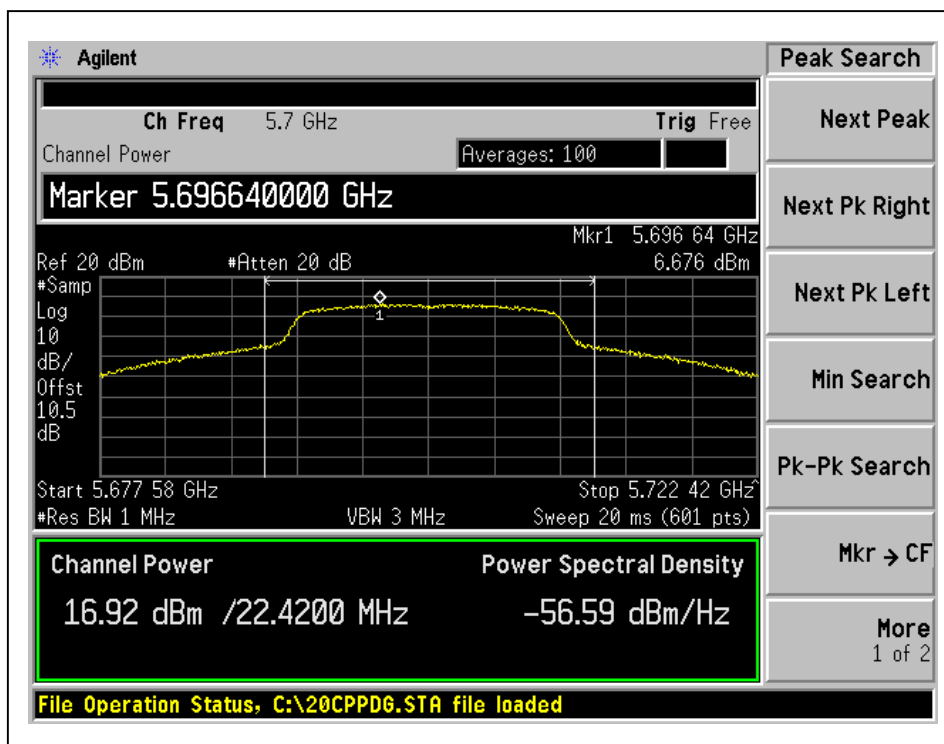 Agilent
Peak Search
Ch Freq 5.7 GHz Trig Free
Channel Power Averages: 100
Marker 5.696640000 GHz
Mkr1 5.696 64 GHz
Ref 20 dBm #Atten 20 dB 6.676 dBm
#Samp
Log
10
dB/
Offst
10.5
dB
1
Start 5.677 58 GHz Stop 5.722 42 GHz^
#Res BW 1 MHz VBW 3 MHz Sweep 20 ms (601 pts)
Channel Power Power Spectral Density
16.92 dBm /22.4200 MHz -56.59 dBm/Hz
File Operation Status, C:\20CPPDG.STA file loaded
Next Peak
Next Pk Right
Next Pk Left
Min Search
Pk-Pk Search
Mkr → CF
More
1 of 2